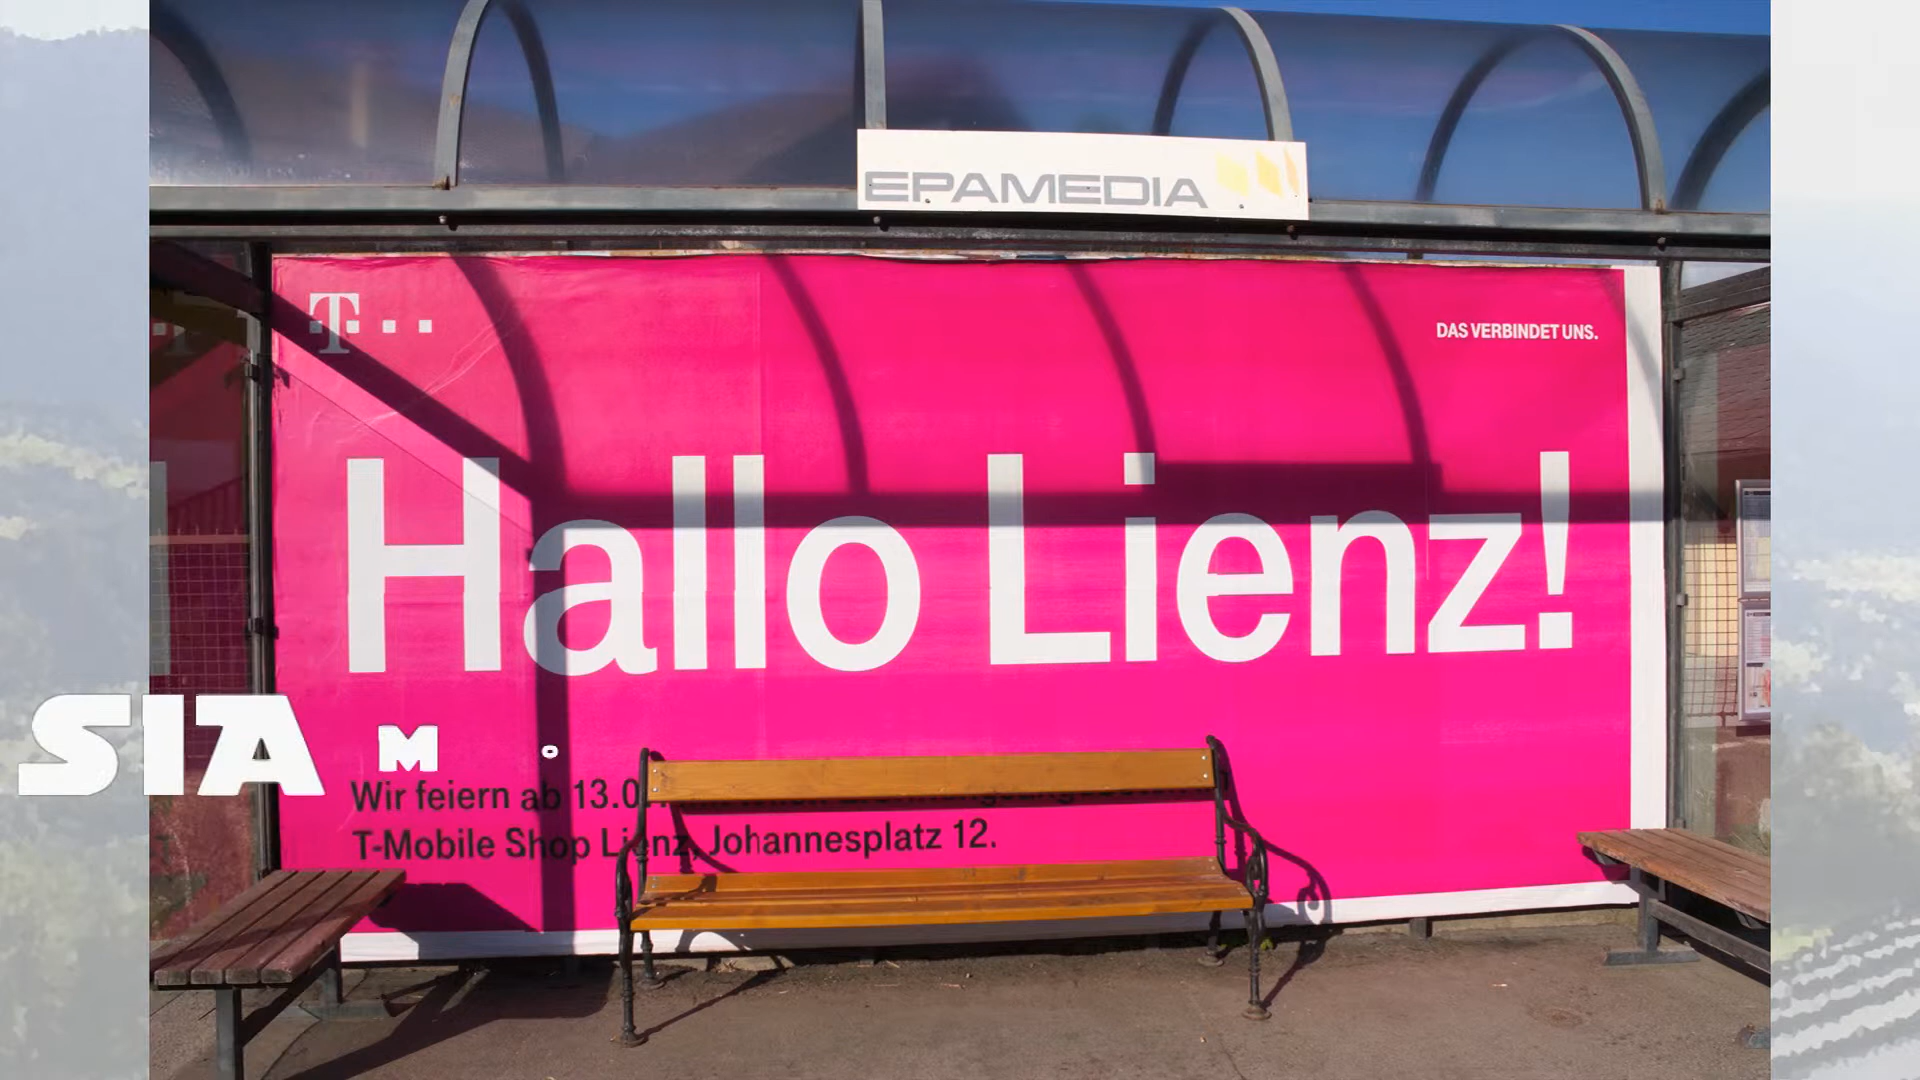 EPAMEDIA
T
DAS VERBINDET UNS.
Hallo Lienz!
SIA M o
Wir feiern ab 13.0
T-Mobile Shop Lienz, Johannesplatz 12.